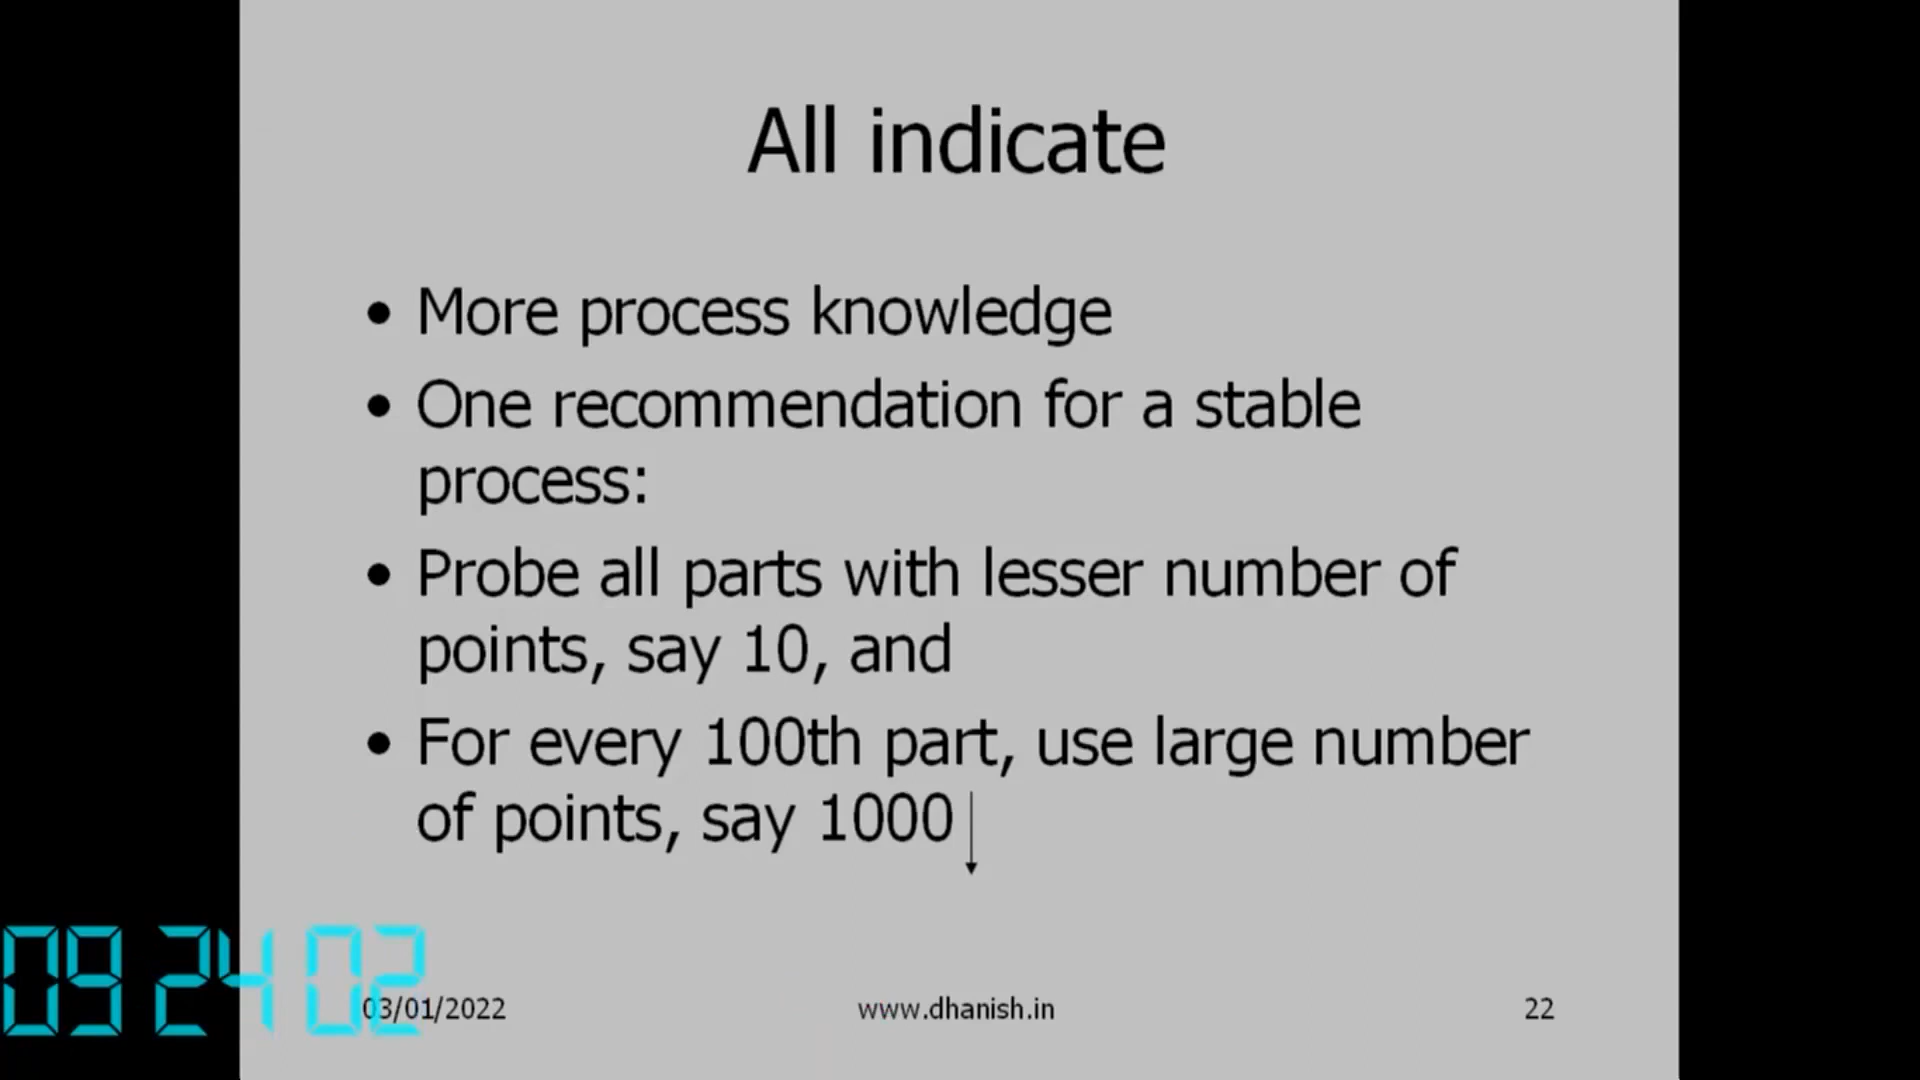 All indicate
• More process knowledge
• One recommendation for a stable
process:
• Probe all parts with lesser number of
points, say 10, and
• For every 100th part, use large number
of points, say 1000
09 24 02
03/01/2022
www.dhanish.in
22